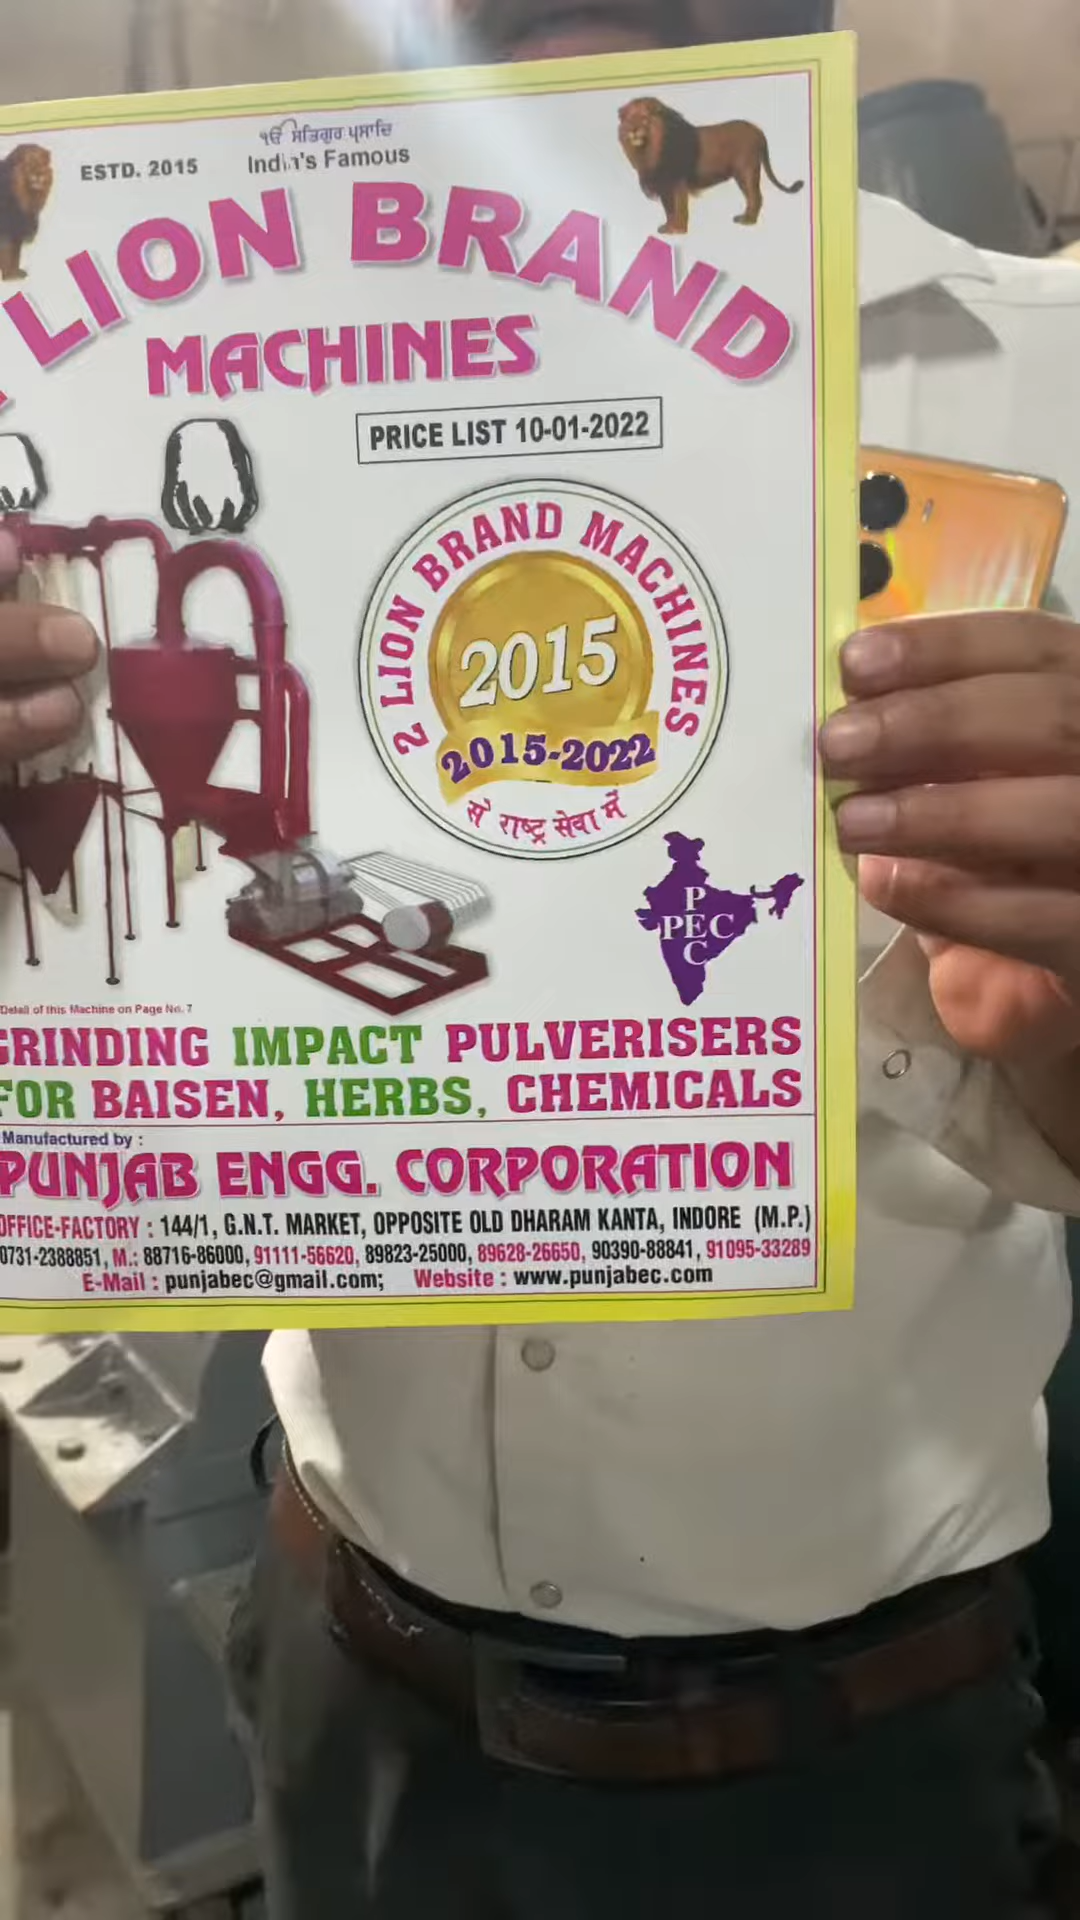 ੴ ਸਤਿਗੁਰ ਪ੍ਰਸਾਦਿ
ESTD. 2015
India's Famous
LION BRAND
MACHINES
PRICE LIST 10-01-2022
2 LION BRAND MACHINES
2015
2015-2022
से राष्ट्र सेवा में
P
PEC
C
Detail of this Machine on Page No. 7
GRINDING IMPACT PULVERISERS
FOR BAISEN, HERBS, CHEMICALS
Manufactured by :
PUNJAB ENGG. CORPORATION
OFFICE-FACTORY : 144/1, G.N.T. MARKET, OPPOSITE OLD DHARAM KANTA, INDORE (M.P.)
0731-2388851, M.: 88716-86000, 91111-56620, 89823-25000, 89628-26650, 90390-88841, 91095-33289
E-Mail : punjabec@gmail.com; Website : www.punjabec.com